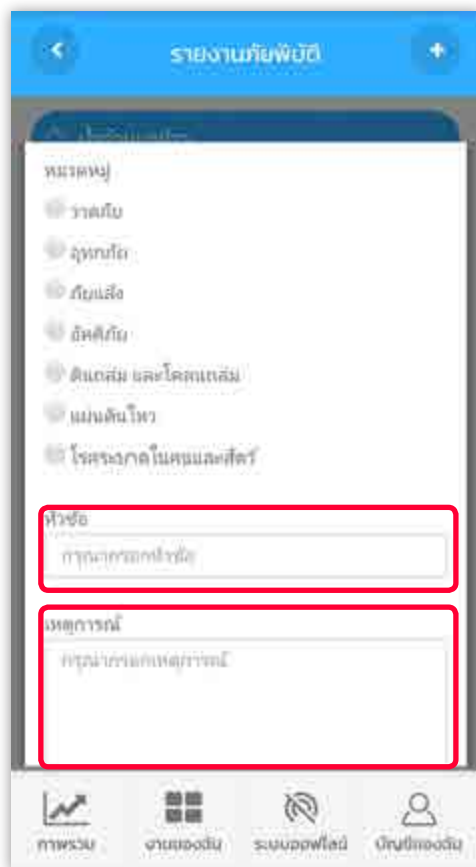 รายงานภัยพิบัติ
หมวดหมู่
วาตภัย
อุทกภัย
ภัยแล้ง
อัคคีภัย
ดินถล่ม และโคลนถล่ม
แผ่นดินไหว
โรคระบาดในคนและสัตว์
หัวข้อ
กรุณากรอกหัวข้อ
เหตุการณ์
กรุณากรอกเหตุการณ์
ภาพรวม
งานของฉัน
ระบบออฟไลน์
บัญชีของฉัน